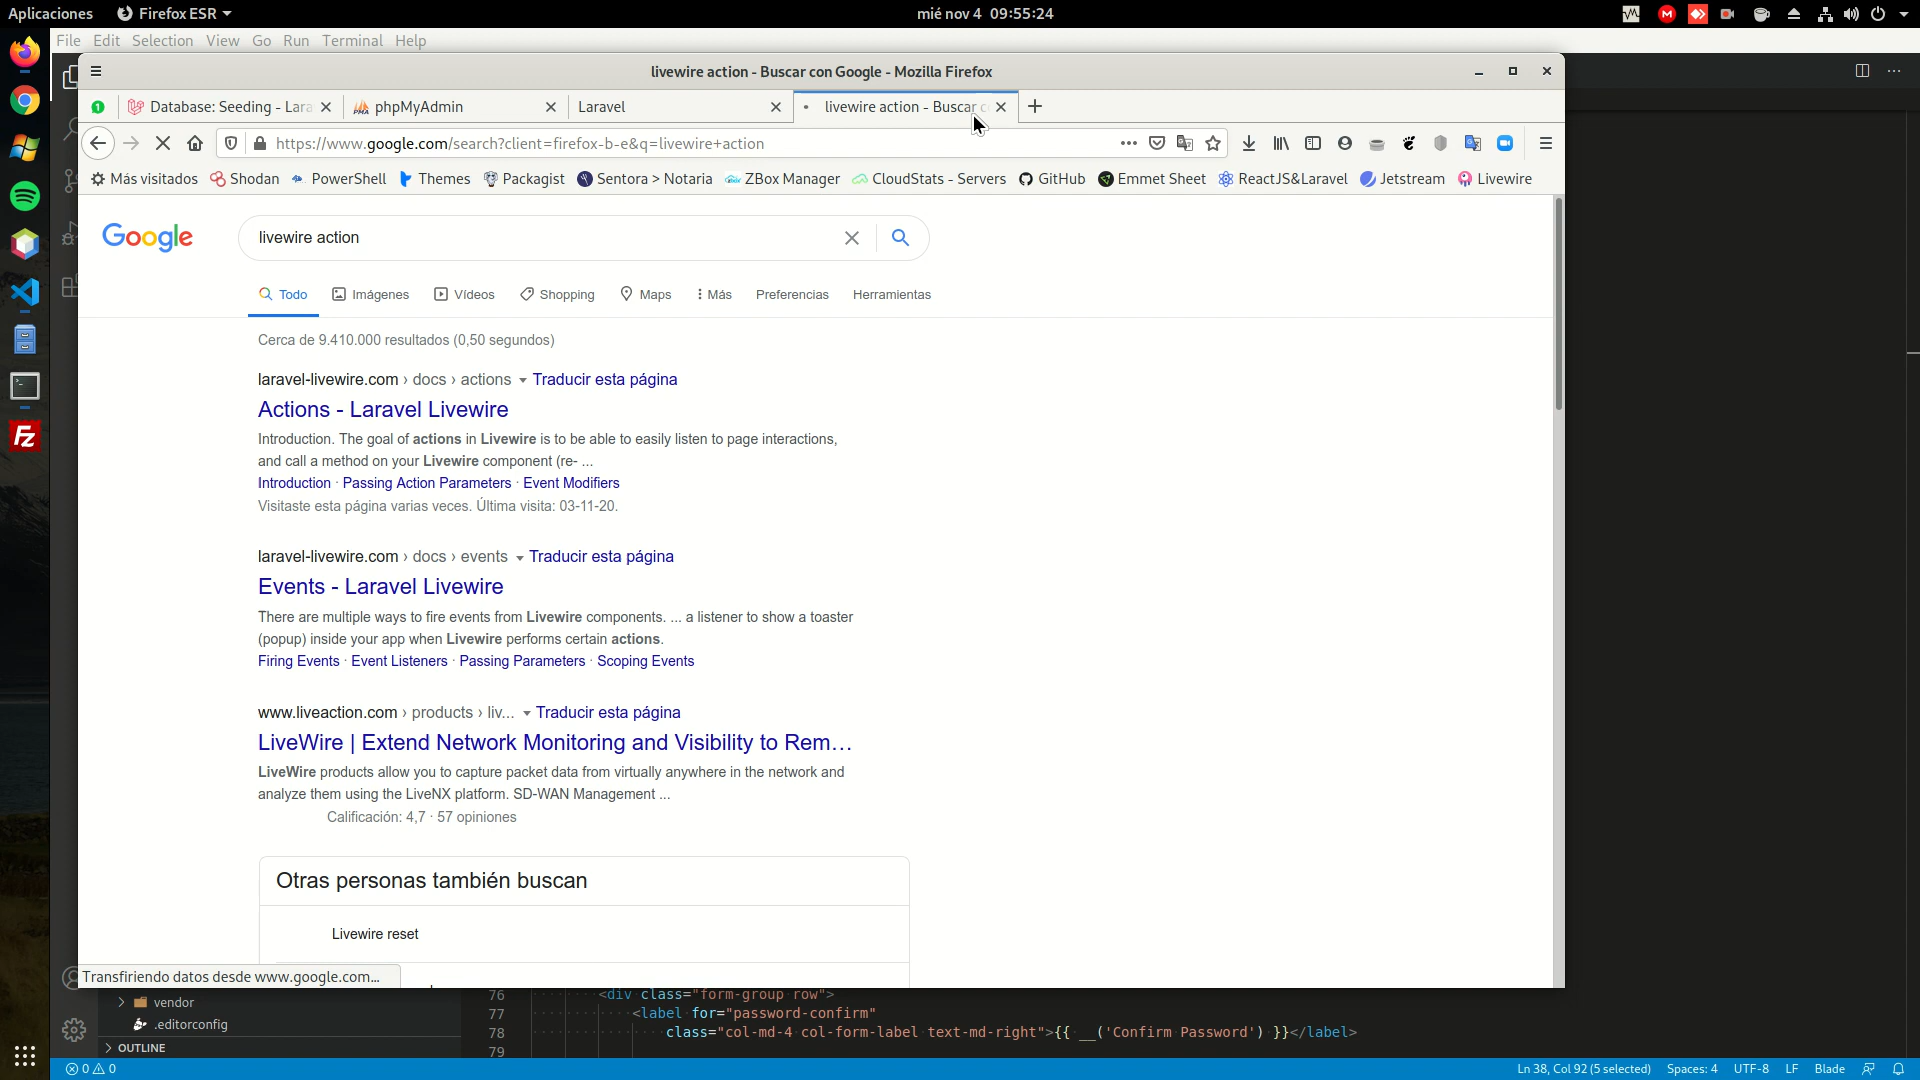 Aplicaciones Firefox ESR mié nov 4 09:55:24
File Edit Selection View Go Run Terminal Help
livewire action - Buscar con Google - Mozilla Firefox
Database: Seeding - Lara phpMyAdmin Laravel livewire action - Buscar c
https://www.google.com/search?client=firefox-b-e&q=livewire+action
Más visitados Shodan PowerShell Themes Packagist Sentora > Notaria ZBox Manager CloudStats - Servers GitHub Emmet Sheet ReactJS&Laravel Jetstream Livewire
Google livewire action
Todo Imágenes Vídeos Shopping Maps Más Preferencias Herramientas
Cerca de 9.410.000 resultados (0,50 segundos)
laravel-livewire.com › docs › actions Traducir esta página
Actions - Laravel Livewire
Introduction. The goal of actions in Livewire is to be able to easily listen to page interactions,
and call a method on your Livewire component (re- ...
Introduction · Passing Action Parameters · Event Modifiers
Visitaste esta página varias veces. Última visita: 03-11-20.
laravel-livewire.com › docs › events Traducir esta página
Events - Laravel Livewire
There are multiple ways to fire events from Livewire components. ... a listener to show a toaster
(popup) inside your app when Livewire performs certain actions.
Firing Events · Event Listeners · Passing Parameters · Scoping Events
www.liveaction.com › products › liv... Traducir esta página
LiveWire | Extend Network Monitoring and Visibility to Rem...
LiveWire products allow you to capture packet data from virtually anywhere in the network and
analyze them using the LiveNX platform. SD-WAN Management ...
Calificación: 4,7 · 57 opiniones
Otras personas también buscan
Livewire reset
Transfiriendo datos desde www.google.com...
76 <div class="form-group row">
vendor
77 <label for="password-confirm"
.editorconfig
78 class="col-md-4 col-form-label text-md-right">{{ __('Confirm Password') }}</label>
OUTLINE
79
0 0 Ln 38, Col 92 (5 selected) Spaces: 4 UTF-8 LF Blade